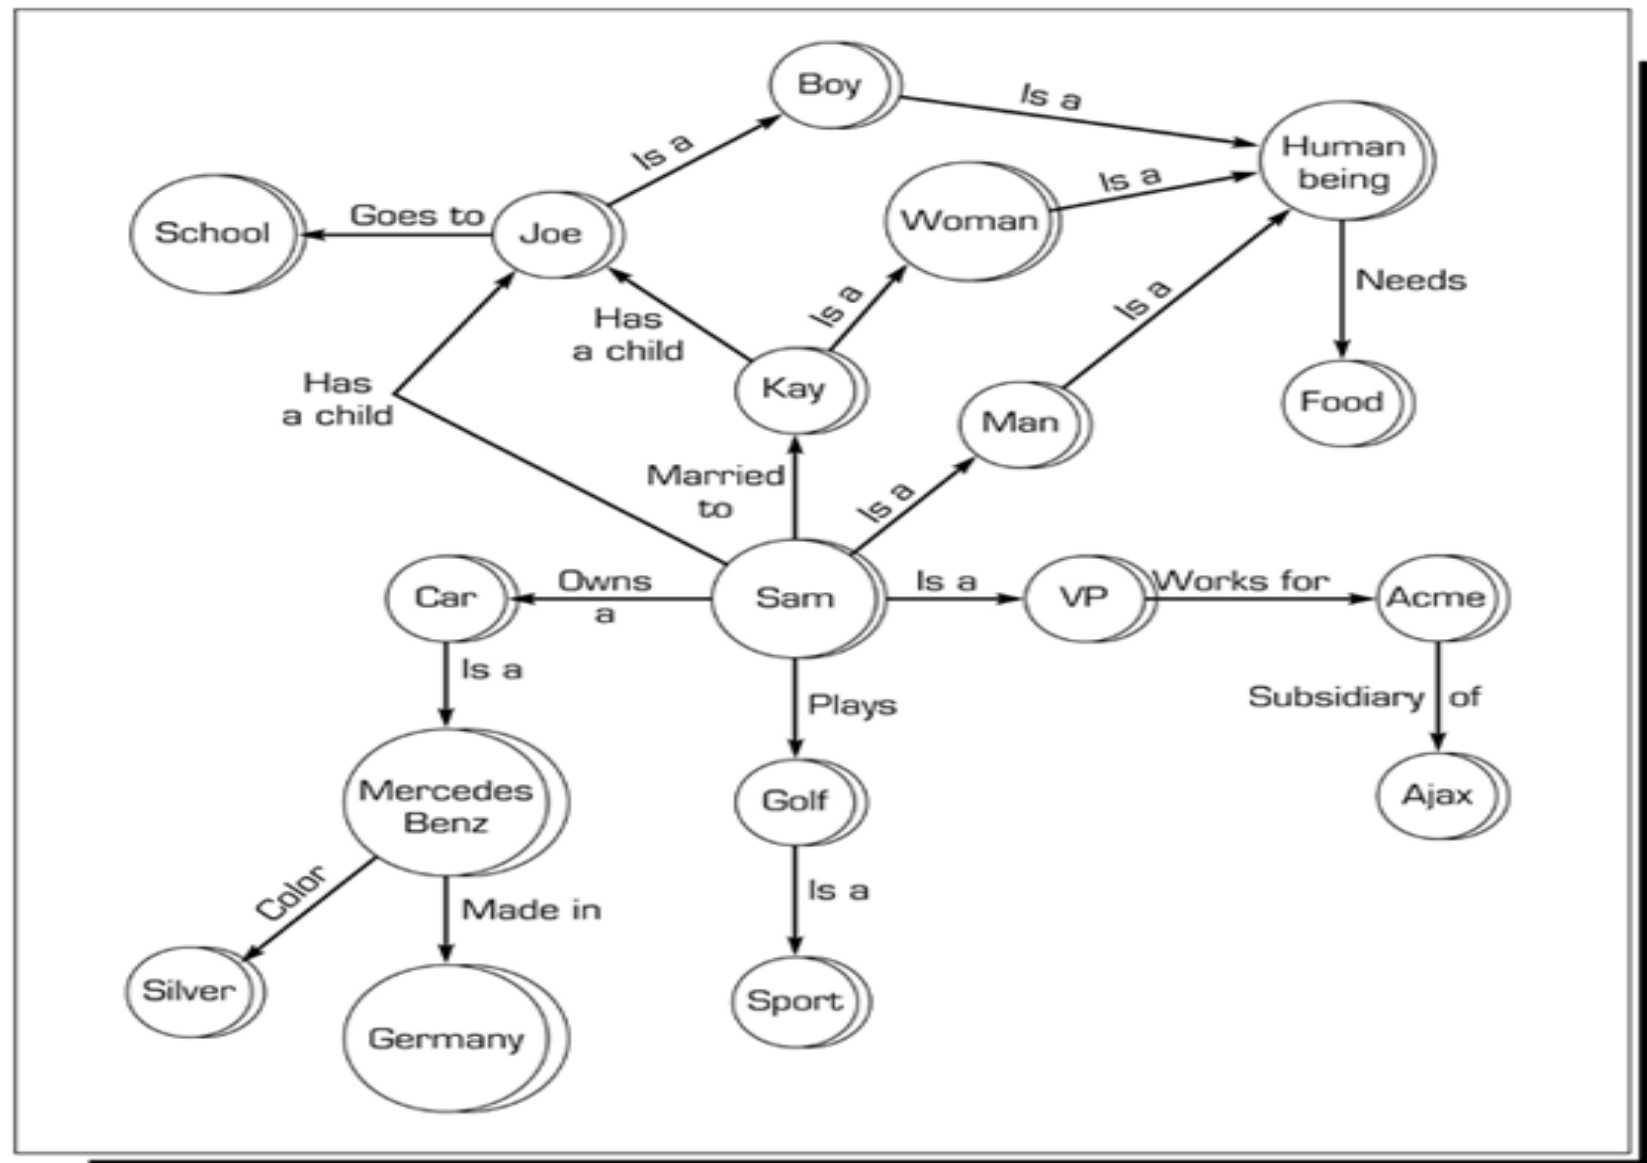 Boy
Is a
Human
being
Is a
Is a
Woman
School
Goes to
Joe
Is a
Needs
Has
a child
Is a
Kay
Has
a child
Man
Food
Married
to
Is a
Car
Owns
a
Sam
Is a
VP
Works for
Acme
Is a
Plays
Subsidiary of
Mercedes
Benz
Golf
Ajax
Color
Made in
Is a
Silver
Germany
Sport